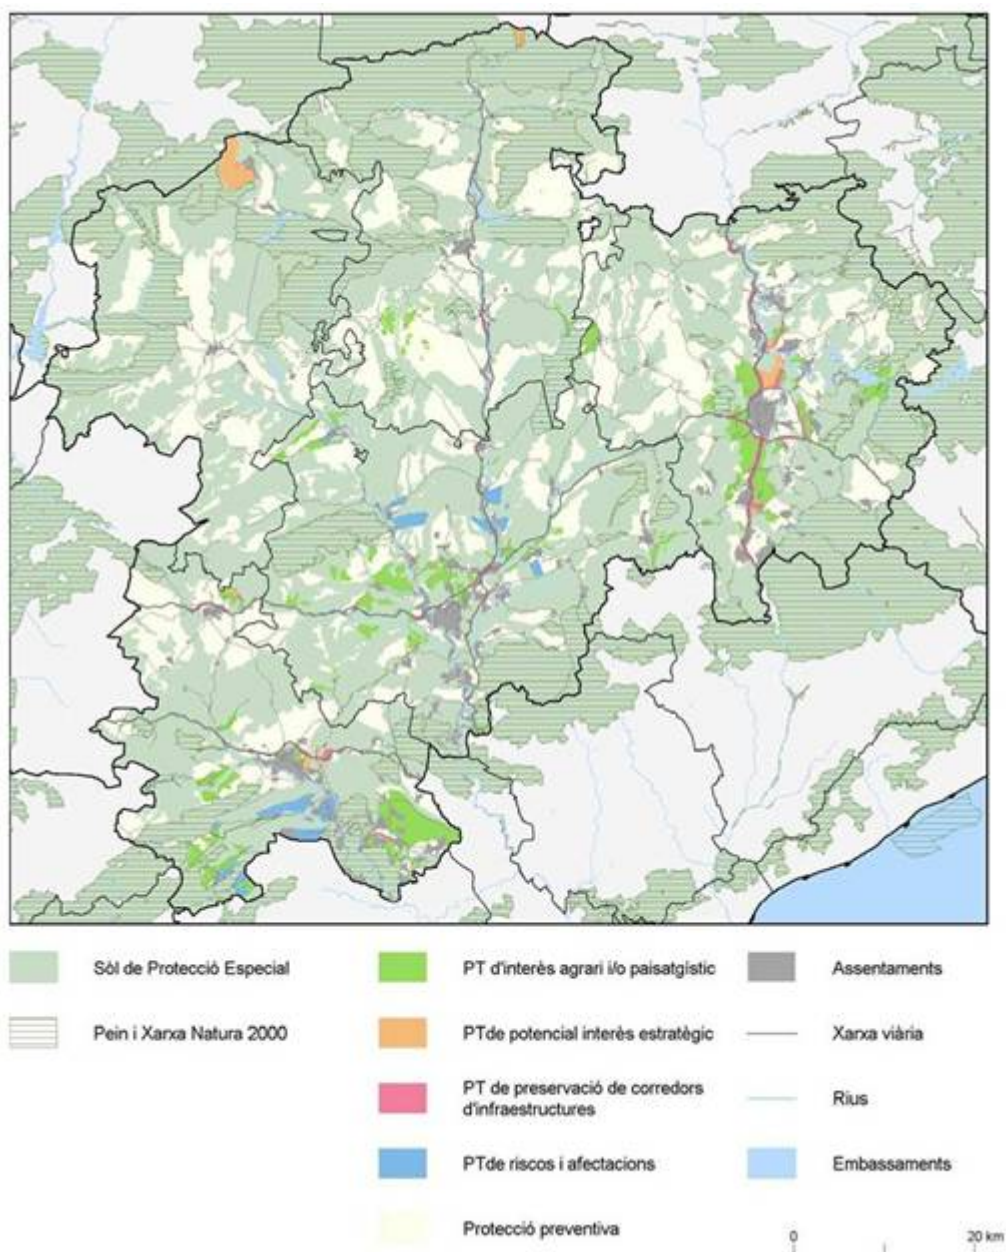 Sòl de Protecció Especial
Pein i Xarxa Natura 2000
PT d'interès agrari i/o paisatgístic
PTde potencial interès estratègic
PT de preservació de corredors
d'infraestructures
PTde riscos i afectacions
Protecció preventiva
Assentaments
Xarxa viària
Rius
Embassaments
0 20 km